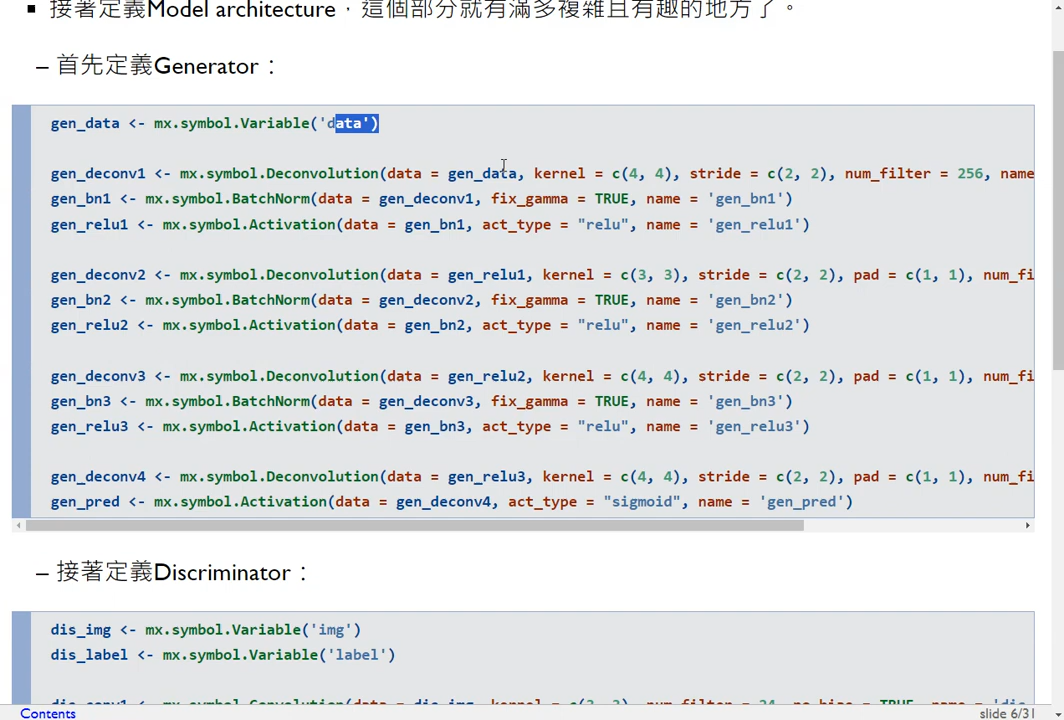 ▪ 接著定義Model architecture，這個部分就有滿多複雜且有趣的地方了。
– 首先定義Generator：
gen_data <- mx.symbol.Variable('data')
gen_deconv1 <- mx.symbol.Deconvolution(data = gen_data, kernel = c(4, 4), stride = c(2, 2), num_filter = 256, name
gen_bn1 <- mx.symbol.BatchNorm(data = gen_deconv1, fix_gamma = TRUE, name = 'gen_bn1')
gen_relu1 <- mx.symbol.Activation(data = gen_bn1, act_type = "relu", name = 'gen_relu1')
gen_deconv2 <- mx.symbol.Deconvolution(data = gen_relu1, kernel = c(3, 3), stride = c(2, 2), pad = c(1, 1), num_fi
gen_bn2 <- mx.symbol.BatchNorm(data = gen_deconv2, fix_gamma = TRUE, name = 'gen_bn2')
gen_relu2 <- mx.symbol.Activation(data = gen_bn2, act_type = "relu", name = 'gen_relu2')
gen_deconv3 <- mx.symbol.Deconvolution(data = gen_relu2, kernel = c(4, 4), stride = c(2, 2), pad = c(1, 1), num_fi
gen_bn3 <- mx.symbol.BatchNorm(data = gen_deconv3, fix_gamma = TRUE, name = 'gen_bn3')
gen_relu3 <- mx.symbol.Activation(data = gen_bn3, act_type = "relu", name = 'gen_relu3')
gen_deconv4 <- mx.symbol.Deconvolution(data = gen_relu3, kernel = c(4, 4), stride = c(2, 2), pad = c(1, 1), num_fi
gen_pred <- mx.symbol.Activation(data = gen_deconv4, act_type = "sigmoid", name = 'gen_pred')
– 接著定義Discriminator：
dis_img <- mx.symbol.Variable('img')
dis_label <- mx.symbol.Variable('label')
Contents
slide 6/31